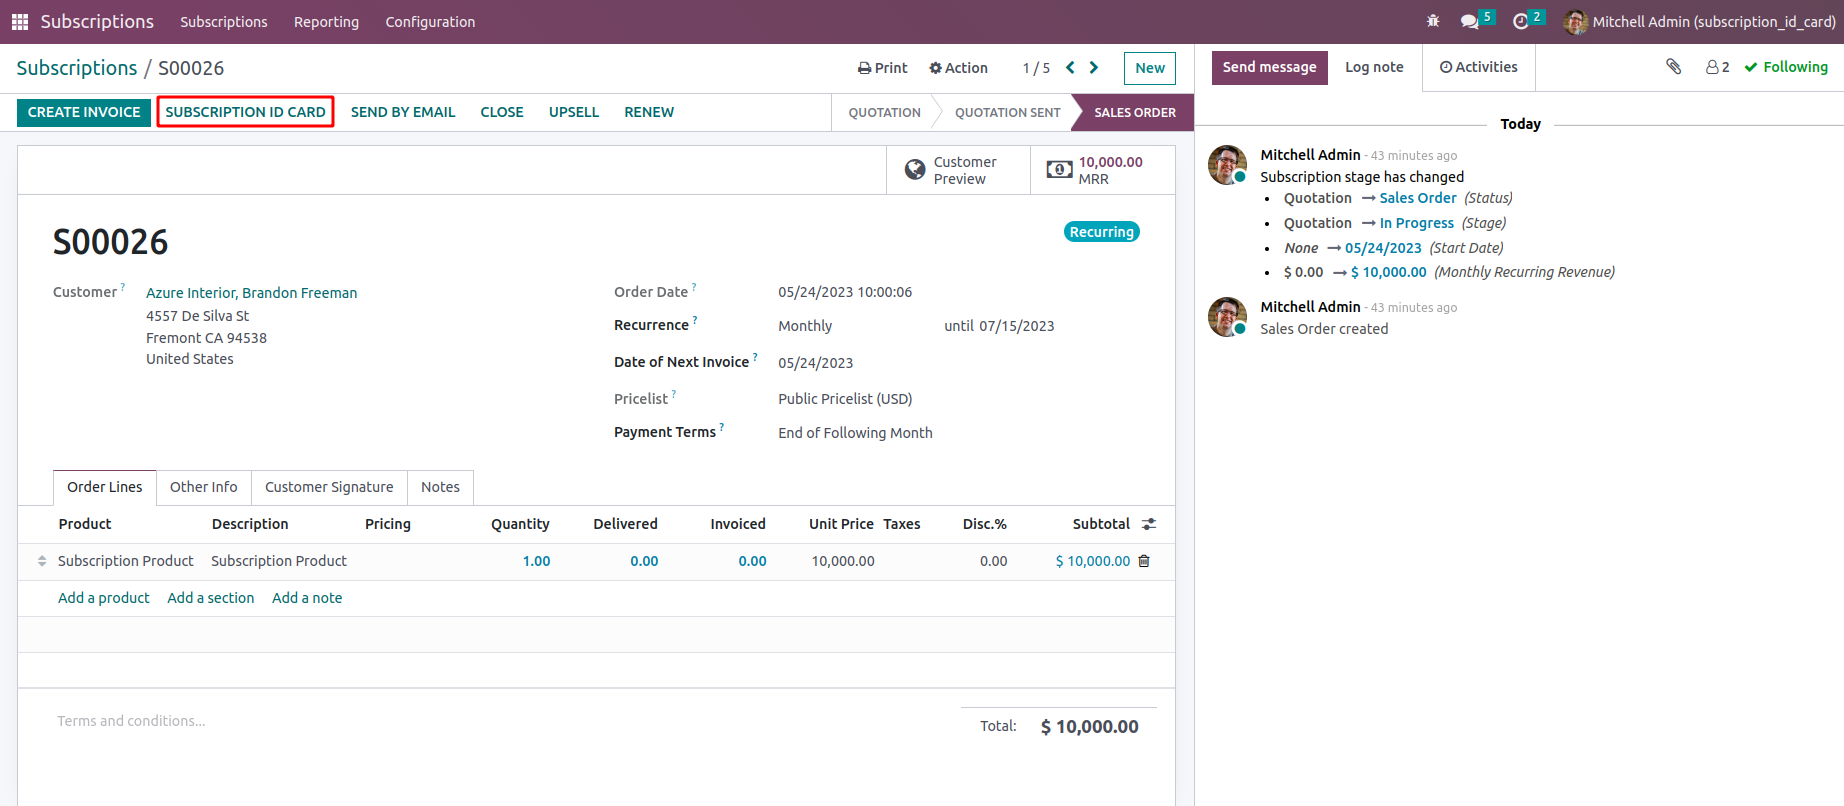 Subscriptions Subscriptions Reporting Configuration 5 2 Mitchell Admin (subscription_id_card)
Subscriptions / S00026 Print Action 1 / 5 New
CREATE INVOICE SUBSCRIPTION ID CARD SEND BY EMAIL CLOSE UPSELL RENEW QUOTATION QUOTATION SENT SALES ORDER
Customer Preview
10,000.00
MRR
S00026
Recurring
Customer ? Azure Interior, Brandon Freeman
4557 De Silva St
Fremont CA 94538
United States
Order Date ? 05/24/2023 10:00:06
Recurrence ? Monthly until 07/15/2023
Date of Next Invoice ? 05/24/2023
Pricelist ? Public Pricelist (USD)
Payment Terms ? End of Following Month
Order Lines Other Info Customer Signature Notes
Product Description Pricing Quantity Delivered Invoiced Unit Price Taxes Disc.% Subtotal
Subscription Product Subscription Product 1.00 0.00 0.00 10,000.00 0.00 $ 10,000.00
Add a product Add a section Add a note
Terms and conditions...
Total: $ 10,000.00
Send message Log note Activities 2 Following
Today
Mitchell Admin - 43 minutes ago
Subscription stage has changed
• Quotation → Sales Order (Status)
• Quotation → In Progress (Stage)
• None → 05/24/2023 (Start Date)
• $ 0.00 → $ 10,000.00 (Monthly Recurring Revenue)
Mitchell Admin - 43 minutes ago
Sales Order created